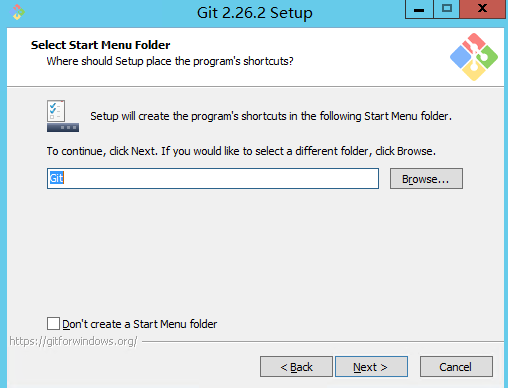 Git 2.26.2 Setup
Select Start Menu Folder
Where should Setup place the program's shortcuts?
Setup will create the program's shortcuts in the following Start Menu folder.
To continue, click Next. If you would like to select a different folder, click Browse.
Git
Browse...
Don't create a Start Menu folder
https://gitforwindows.org/
< Back
Next >
Cancel